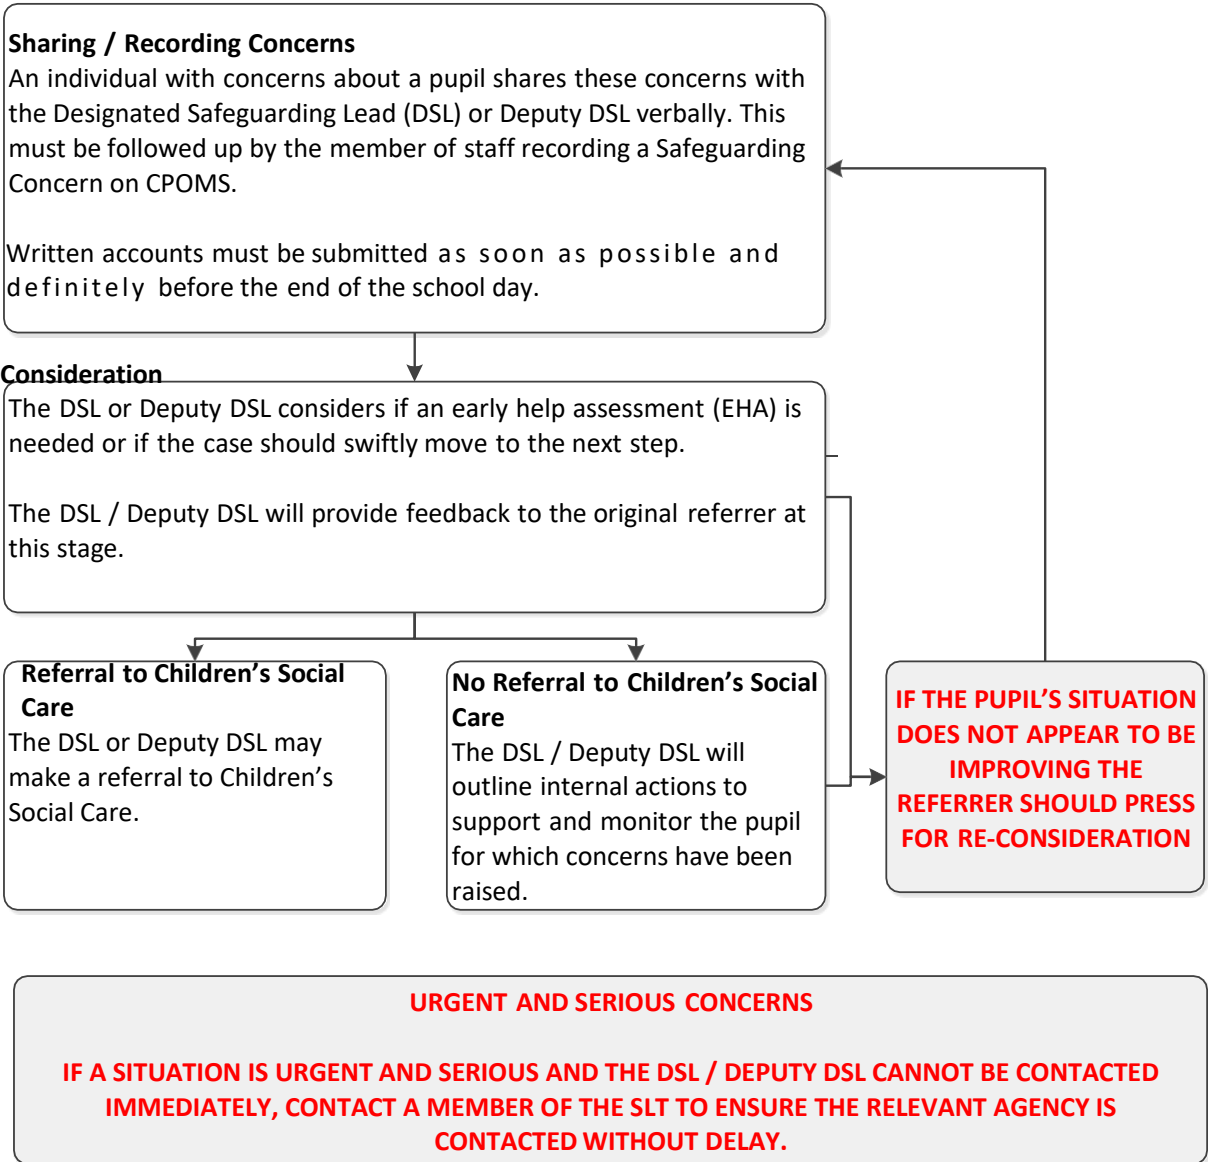 Sharing / Recording Concerns
An individual with concerns about a pupil shares these concerns with
the Designated Safeguarding Lead (DSL) or Deputy DSL verbally. This
must be followed up by the member of staff recording a Safeguarding
Concern on CPOMS.
Written accounts must be submitted as soon as possible and
definitely before the end of the school day.
Consideration
The DSL or Deputy DSL considers if an early help assessment (EHA) is
needed or if the case should swiftly move to the next step.
The DSL / Deputy DSL will provide feedback to the original referrer at
this stage.
Referral to Children’s Social
Care
The DSL or Deputy DSL may
make a referral to Children’s
Social Care.
No Referral to Children’s Social
Care
The DSL / Deputy DSL will
outline internal actions to
support and monitor the pupil
for which concerns have been
raised.
IF THE PUPIL’S SITUATION
DOES NOT APPEAR TO BE
IMPROVING THE
REFERRER SHOULD PRESS
FOR RE-CONSIDERATION
URGENT AND SERIOUS CONCERNS
IF A SITUATION IS URGENT AND SERIOUS AND THE DSL / DEPUTY DSL CANNOT BE CONTACTED
IMMEDIATELY, CONTACT A MEMBER OF THE SLT TO ENSURE THE RELEVANT AGENCY IS
CONTACTED WITHOUT DELAY.